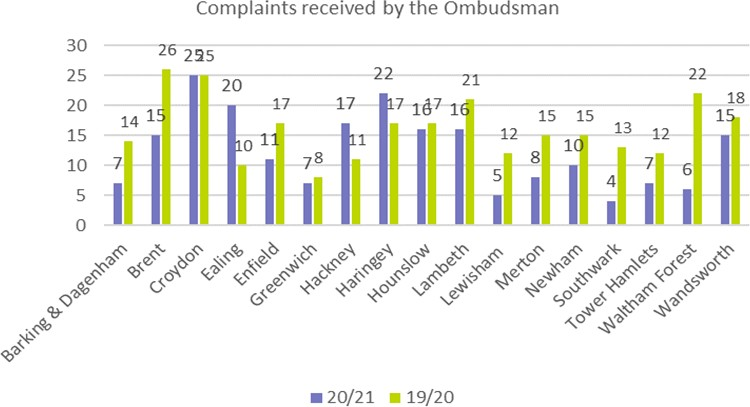 Complaints received by the Ombudsman
30
25
20
15
10
5
0
7 14
15 26
25 25
20 10
11 17
7 8
17 11
22 17
16 17
16 21
5 12
8 15
10 15
4 13
7 12
6 22
15 18
Barking & Dagenham
Brent
Croydon
Ealing
Enfield
Greenwich
Hackney
Haringey
Hounslow
Lambeth
Lewisham
Merton
Newham
Southwark
Tower Hamlets
Waltham Forest
Wandsworth
20/21 19/20